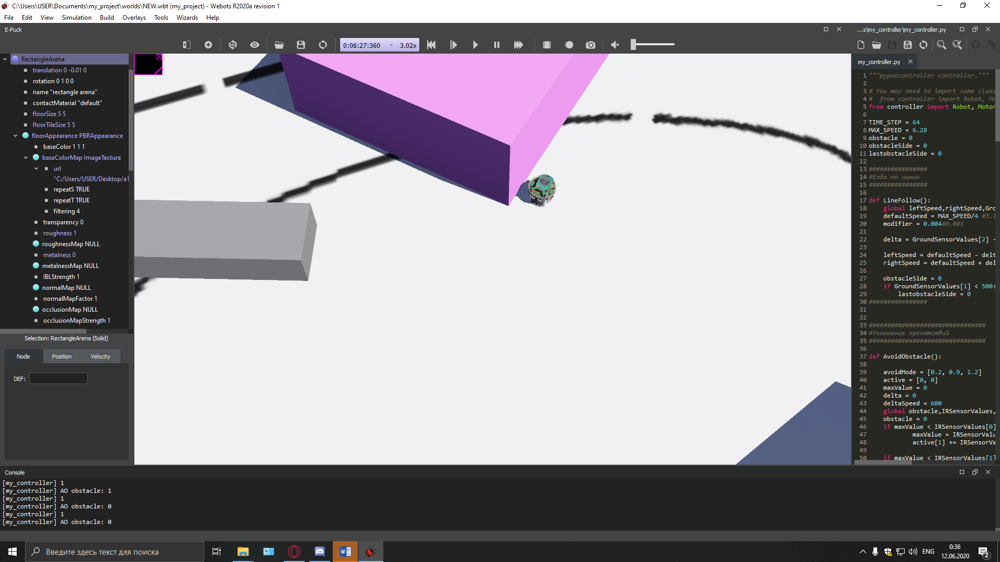 C:\Users\USER\Documents\my_project\worlds\NEW.wbt (my_project) - Webots R2020a revision 1
File Edit View Simulation Build Overlays Tools Wizards Help
E-Puck
0:06:27:360 - 3.02x
RectangleArena
translation 0 -0.01 0
rotation 0 1 0 0
name "rectangle arena"
contactMaterial "default"
floorSize 5 5
floorTileSize 5 5
floorAppearance PBRAppearance
baseColor 1 1 1
baseColorMap ImageTexture
url
"C:/Users/USER/Desktop/a1
repeatS TRUE
repeatT TRUE
filtering 4
transparency 0
roughness 1
roughnessMap NULL
metalness 0
metalnessMap NULL
IBLStrength 1
normalMap NULL
normalMapFactor 1
occlusionMap NULL
occlusionMapStrength 1
Selection: RectangleArena (Solid)
Node Position Velocity
DEF:
...s\my_controller\my_controller.py
my_controller.py
1 """pyponcontroller controller."""
2
3 # You may need to import some class
4 #  from controller import Robot, Mo
5 from controller import Robot, Motor
6
7 TIME_STEP = 64
8 MAX_SPEED = 6.28
9 obstacle = 0
10 obstacleSide = 0
11 lastobstacleSide = 0
12
13 ################
14 #Езда по линии
15 ################
16
17 def LineFollow():
18 global leftSpeed,rightSpeed,Gro
19 defaultSpeed = MAX_SPEED/4 #3.1
20 modifier = 0.004#0.003
21
22 delta = GroundSensorValues[2] -
23
24 leftSpeed = defaultSpeed - delt
25 rightSpeed = defaultSpeed + del
26
27 obstacleSide = 0
28 if GroundSensorValues[1] < 500:
29 lastobstacleSide = 0
30 ################
31
32
33 ################################
34 #Уклонение препятствий
35 ################################
36
37 def AvoidObstacle():
38
39 avoidMode = [0.2, 0.9, 1.2]
40 active = [0, 0]
41 maxValue = 0
42 delta = 0
43 deltaSpeed = 600
44 global obstacle,IRSensorValues,
45 obstacle = 0
46 if maxValue < IRSensorValues[0]
47 maxValue = IRSensorValu
48 active[1] += IRSensorVa
49
50 if maxValue < IRSensorValues[1]
Console
[my_controller] 1
[my_controller] AO obstacle: 1
[my_controller] 1
[my_controller] AO obstacle: 0
[my_controller] 1
[my_controller] AO obstacle: 0
Введите здесь текст для поиска
ENG
0:36
12.06.2020
2